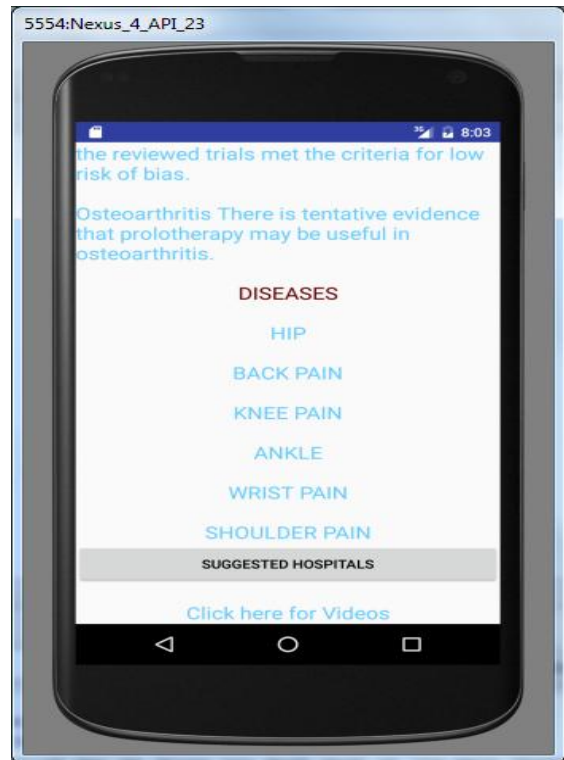 5554:Nexus_4_API_23
3G 8:03
the reviewed trials met the criteria for low
risk of bias.
Osteoarthritis There is tentative evidence
that prolotherapy may be useful in
osteoarthritis.
DISEASES
HIP
BACK PAIN
KNEE PAIN
ANKLE
WRIST PAIN
SHOULDER PAIN
SUGGESTED HOSPITALS
Click here for Videos